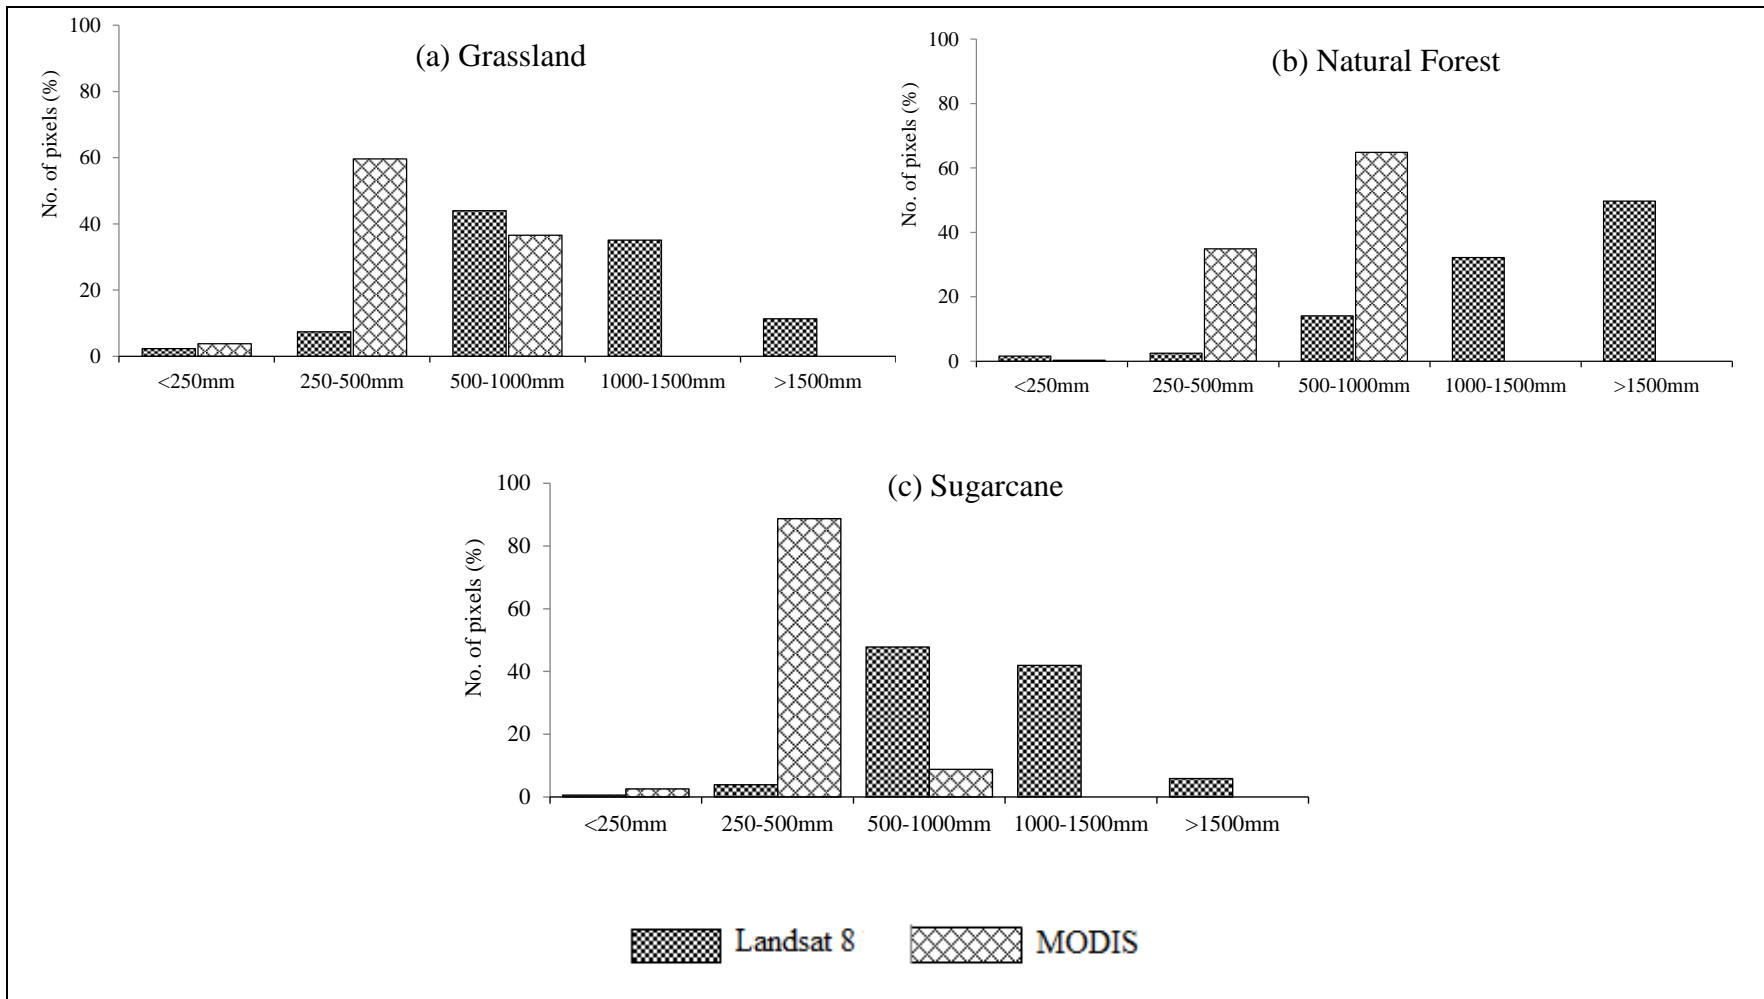 (a) Grassland
No. of pixels (%)
100
80
60
40
20
0
<250mm 250-500mm 500-1000mm 1000-1500mm >1500mm
(b) Natural Forest
No. of pixels (%)
100
80
60
40
20
0
<250mm 250-500mm 500-1000mm 1000-1500mm >1500mm
(c) Sugarcane
No. of pixels (%)
100
80
60
40
20
0
<250mm 250-500mm 500-1000mm 1000-1500mm >1500mm
Landsat 8 MODIS